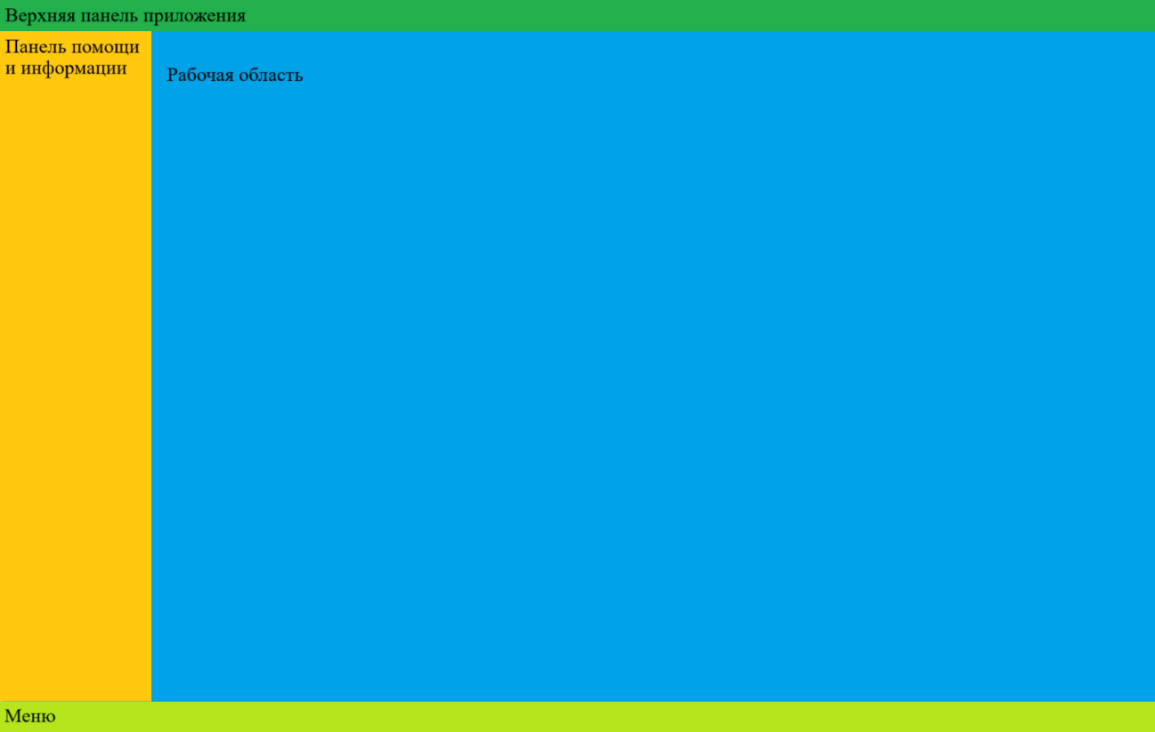 Верхняя панель приложения
Панель помощи
и информации
Рабочая область
Меню